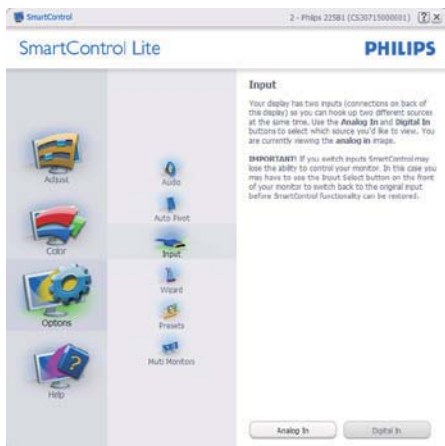 SmartControl
2 - Philips 225B1 (CS30715000001)
SmartControl Lite
PHILIPS
Adjust
Color
Options
Help
Audio
Auto Pivot
Input
Wizard
Presets
Multi Monitors
Input
Your display has two inputs (connections on back of
this display) so you can hook up two different sources
at the same time. Use the Analog In and Digital In
buttons to select which source you'd like to view. You
are currently viewing the analog in image.
IMPORTANT! If you switch inputs SmartControl may
lose the ability to control your monitor. In this case you
may have to use the Input Select button on the front
of your monitor to switch back to the original input
before SmartControl functionality can be restored.
Analog In
Digital In